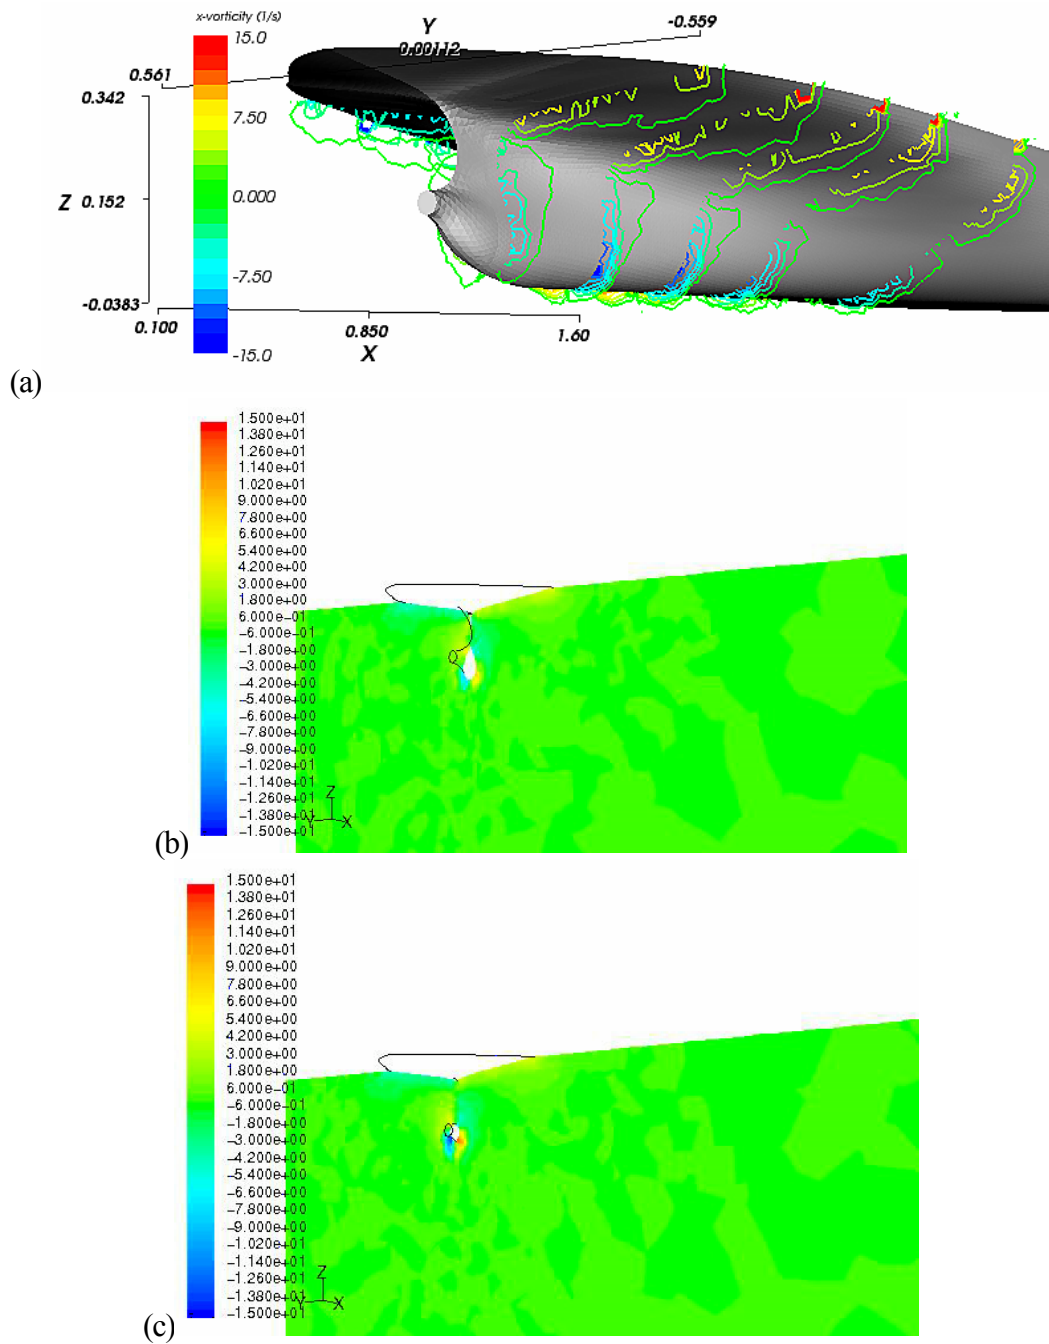 x-vorticity (1/s)
15.0
7.50
0.000
-7.50
-15.0
Y
-0.559
0.00112
0.561
0.342
Z 0.152
-0.0383
0.100
0.850
1.60
X
(a)
1.500e+01
1.380e+01
1.260e+01
1.140e+01
1.020e+01
9.000e+00
7.800e+00
6.600e+00
5.400e+00
4.200e+00
3.000e+00
1.800e+00
6.000e-01
-6.000e-01
-1.800e+00
-3.000e+00
-4.200e+00
-5.400e+00
-6.600e+00
-7.800e+00
-9.000e+00
-1.020e+01
-1.140e+01
-1.260e+01
-1.380e+01
-1.500e+01
Z
Y X
(b)
1.500e+01
1.380e+01
1.260e+01
1.140e+01
1.020e+01
9.000e+00
7.800e+00
6.600e+00
5.400e+00
4.200e+00
3.000e+00
1.800e+00
6.000e-01
-6.000e-01
-1.800e+00
-3.000e+00
-4.200e+00
-5.400e+00
-6.600e+00
-7.800e+00
-9.000e+00
-1.020e+01
-1.140e+01
-1.260e+01
-1.380e+01
-1.500e+01
Z
Y X
(c)